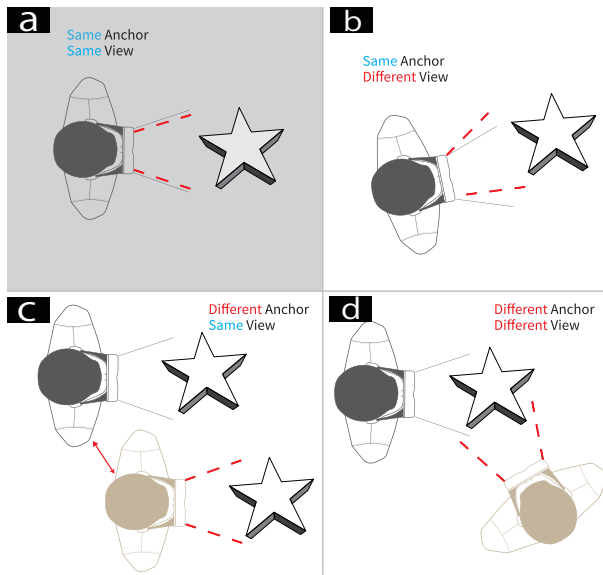 a
Same Anchor
Same View
b
Same Anchor
Different View
c
Different Anchor
Same View
d
Different Anchor
Different View